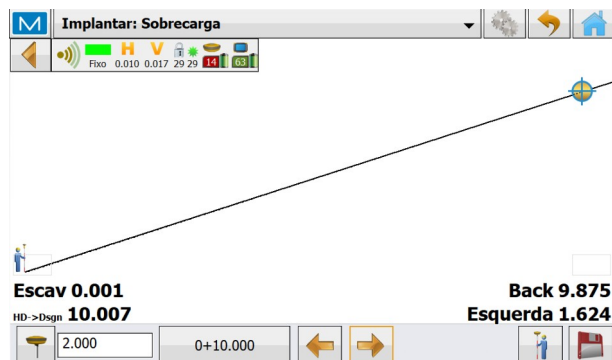 M Implantar: Sobrecarga
H V
Fixo 0.010 0.017 29 29 14 63
Escav 0.001 Back 9.875
HD->Dsgn 10.007 Esquerda 1.624
2.000 0+10.000